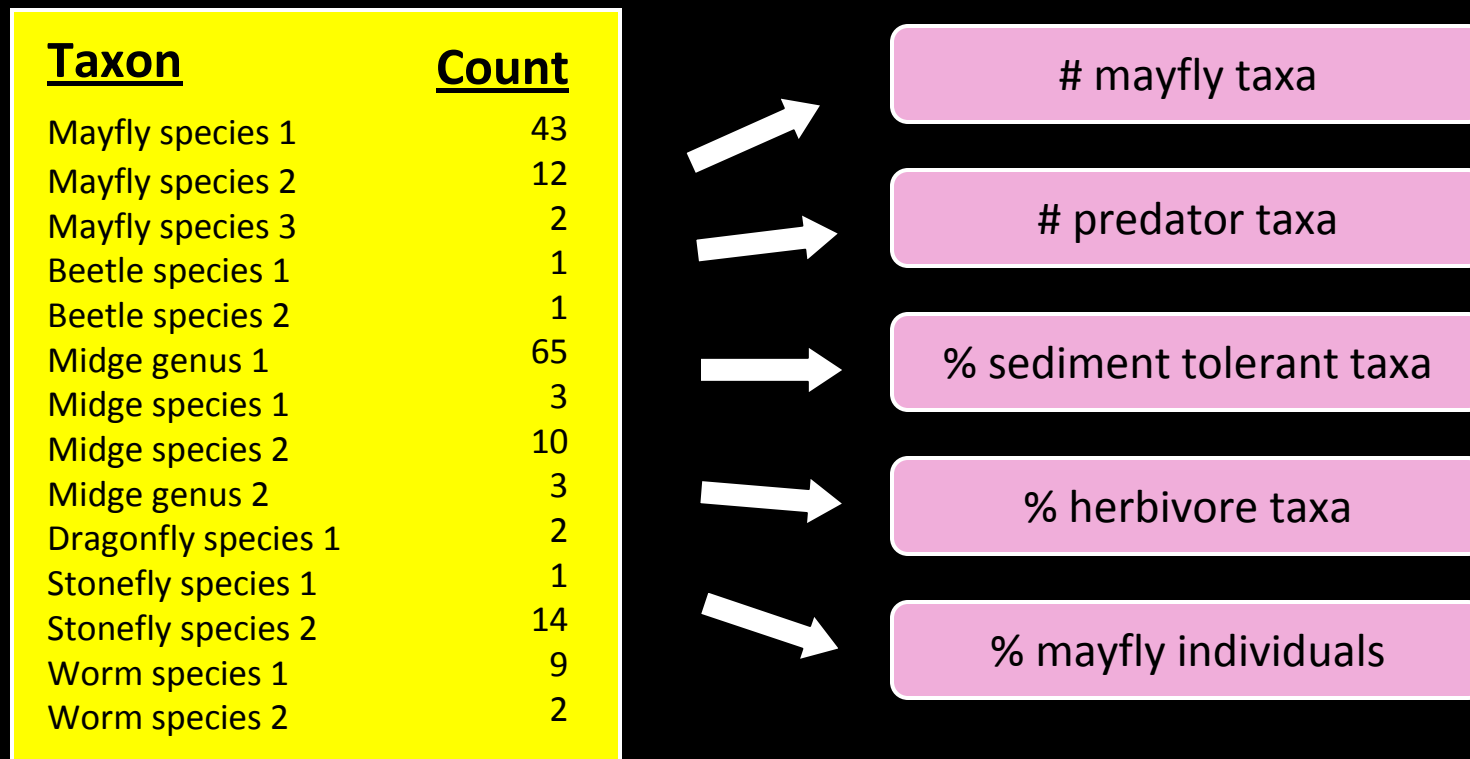 Taxon Count
Mayfly species 1 43
Mayfly species 2 12
Mayfly species 3 2
Beetle species 1 1
Beetle species 2 1
Midge genus 1 65
Midge species 1 3
Midge species 2 10
Midge genus 2 3
Dragonfly species 1 2
Stonefly species 1 1
Stonefly species 2 14
Worm species 1 9
Worm species 2 2
# mayfly taxa
# predator taxa
% sediment tolerant taxa
% herbivore taxa
% mayfly individuals